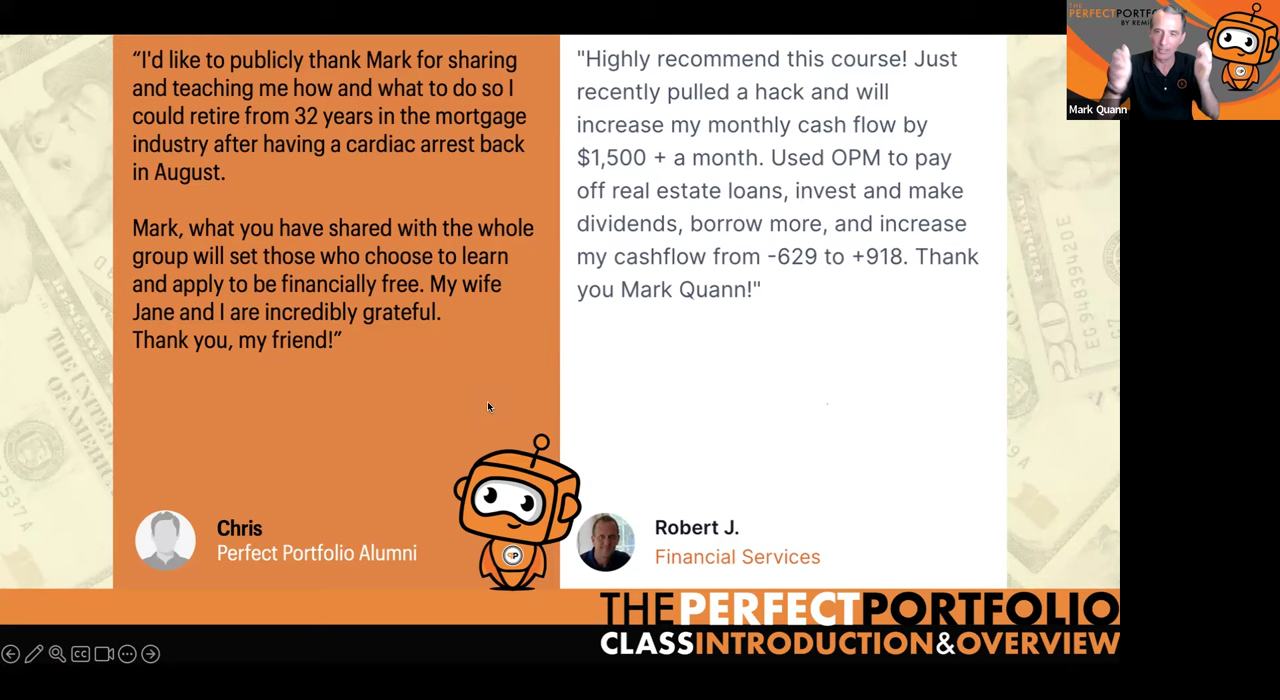 “I'd like to publicly thank Mark for sharing
and teaching me how and what to do so I
could retire from 32 years in the mortgage
industry after having a cardiac arrest back
in August.
Mark, what you have shared with the whole
group will set those who choose to learn
and apply to be financially free. My wife
Jane and I are incredibly grateful.
Thank you, my friend!”
Chris
Perfect Portfolio Alumni
"Highly recommend this course! Just
recently pulled a hack and will
increase my monthly cash flow by
$1,500 + a month. Used OPM to pay
off real estate loans, invest and make
dividends, borrow more, and increase
my cashflow from -629 to +918. Thank
you Mark Quann!"
Robert J.
Financial Services
THE
PERFECTPORTF
Mark Quann
THEPERFECTPORTFOLIO
CLASSINTRODUCTION&OVERVIEW
CC